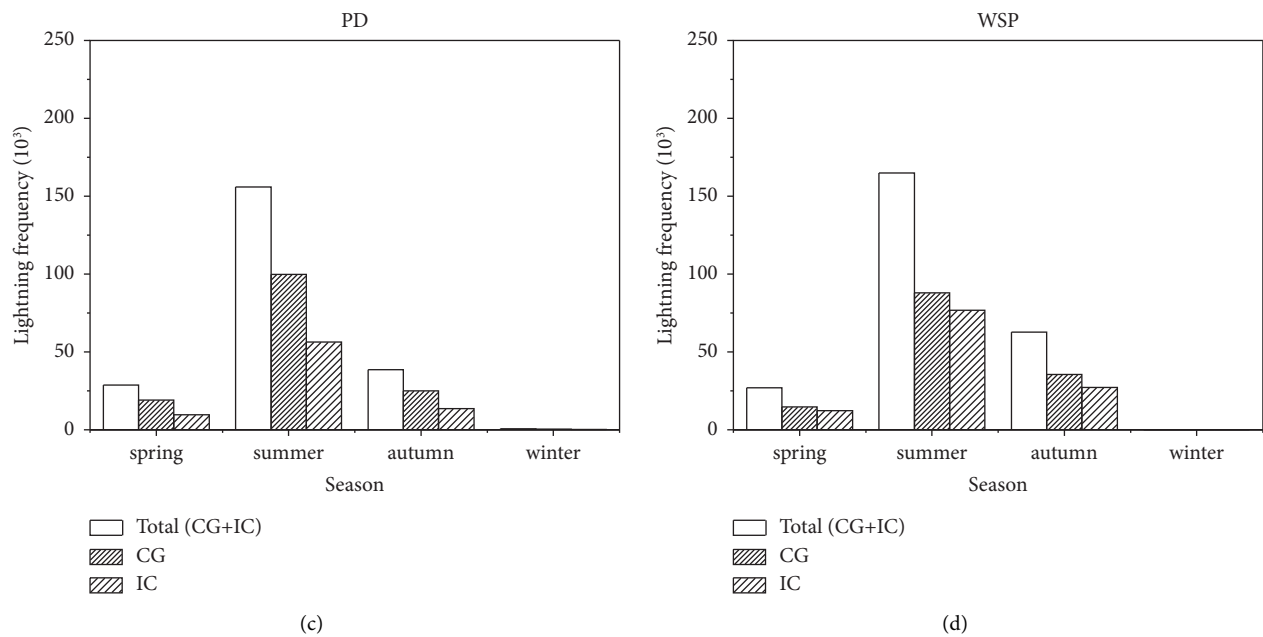 PD
250
200
150
100
50
0
Lightning frequency (10³)
spring
summer
autumn
winter
Season
Total (CG+IC)
CG
IC
(c)
WSP
250
200
150
100
50
0
Lightning frequency (10³)
spring
summer
autumn
winter
Season
Total (CG+IC)
CG
IC
(d)